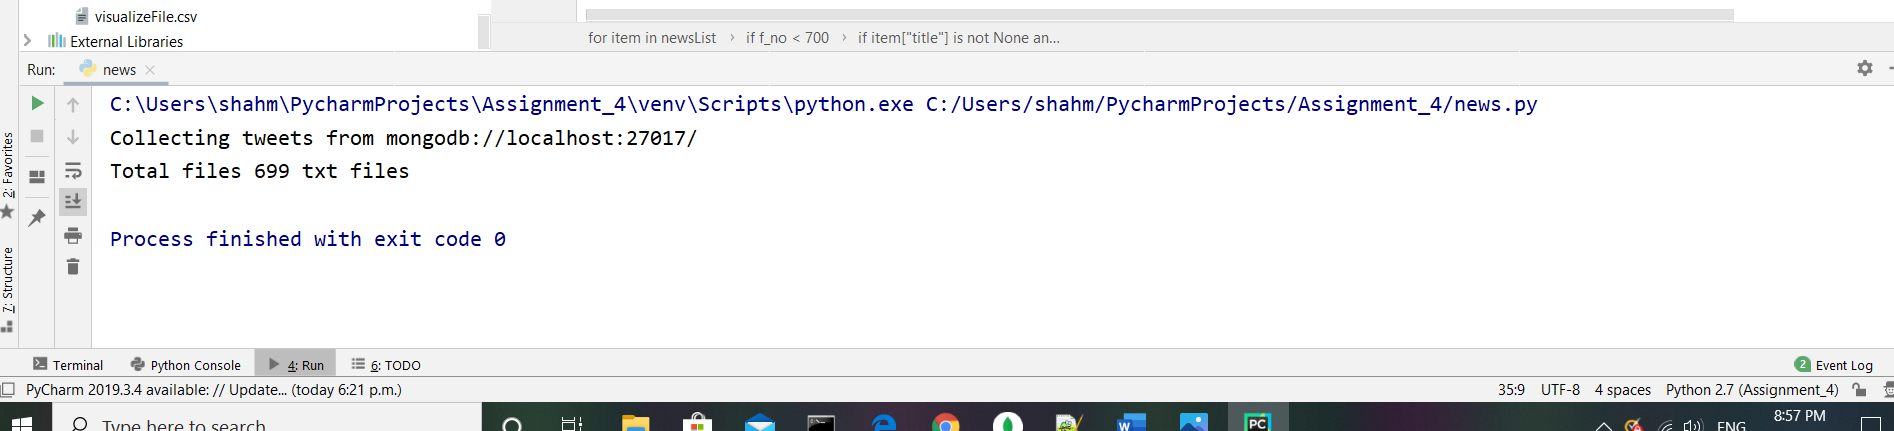 visualizeFile.csv
External Libraries
for item in newsList › if f_no < 700 › if item["title"] is not None an...
Run: news
C:\Users\shahm\PycharmProjects\Assignment_4\venv\Scripts\python.exe C:/Users/shahm/PycharmProjects/Assignment_4/news.py
Collecting tweets from mongodb://localhost:27017/
Total files 699 txt files
Process finished with exit code 0
2: Favorites
7: Structure
Terminal Python Console 4: Run 6: TODO 2 Event Log
PyCharm 2019.3.4 available: // Update... (today 6:21 p.m.) 35:9 UTF-8 4 spaces Python 2.7 (Assignment_4)
Type here to search PC W ENG 8:57 PM